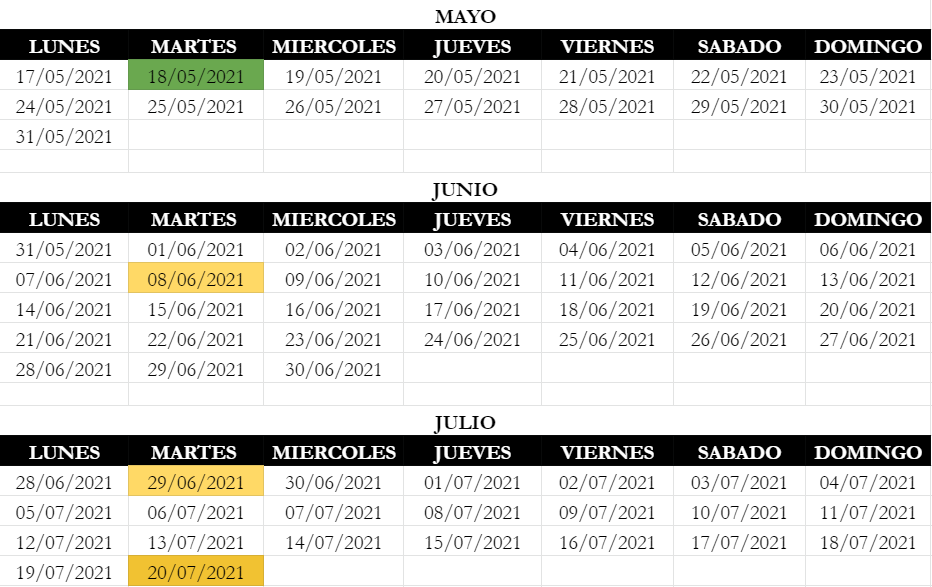 MAYO
LUNES MARTES MIERCOLES JUEVES VIERNES SABADO DOMINGO
17/05/2021 18/05/2021 19/05/2021 20/05/2021 21/05/2021 22/05/2021 23/05/2021
24/05/2021 25/05/2021 26/05/2021 27/05/2021 28/05/2021 29/05/2021 30/05/2021
31/05/2021
JUNIO
LUNES MARTES MIERCOLES JUEVES VIERNES SABADO DOMINGO
31/05/2021 01/06/2021 02/06/2021 03/06/2021 04/06/2021 05/06/2021 06/06/2021
07/06/2021 08/06/2021 09/06/2021 10/06/2021 11/06/2021 12/06/2021 13/06/2021
14/06/2021 15/06/2021 16/06/2021 17/06/2021 18/06/2021 19/06/2021 20/06/2021
21/06/2021 22/06/2021 23/06/2021 24/06/2021 25/06/2021 26/06/2021 27/06/2021
28/06/2021 29/06/2021 30/06/2021
JULIO
LUNES MARTES MIERCOLES JUEVES VIERNES SABADO DOMINGO
28/06/2021 29/06/2021 30/06/2021 01/07/2021 02/07/2021 03/07/2021 04/07/2021
05/07/2021 06/07/2021 07/07/2021 08/07/2021 09/07/2021 10/07/2021 11/07/2021
12/07/2021 13/07/2021 14/07/2021 15/07/2021 16/07/2021 17/07/2021 18/07/2021
19/07/2021 20/07/2021